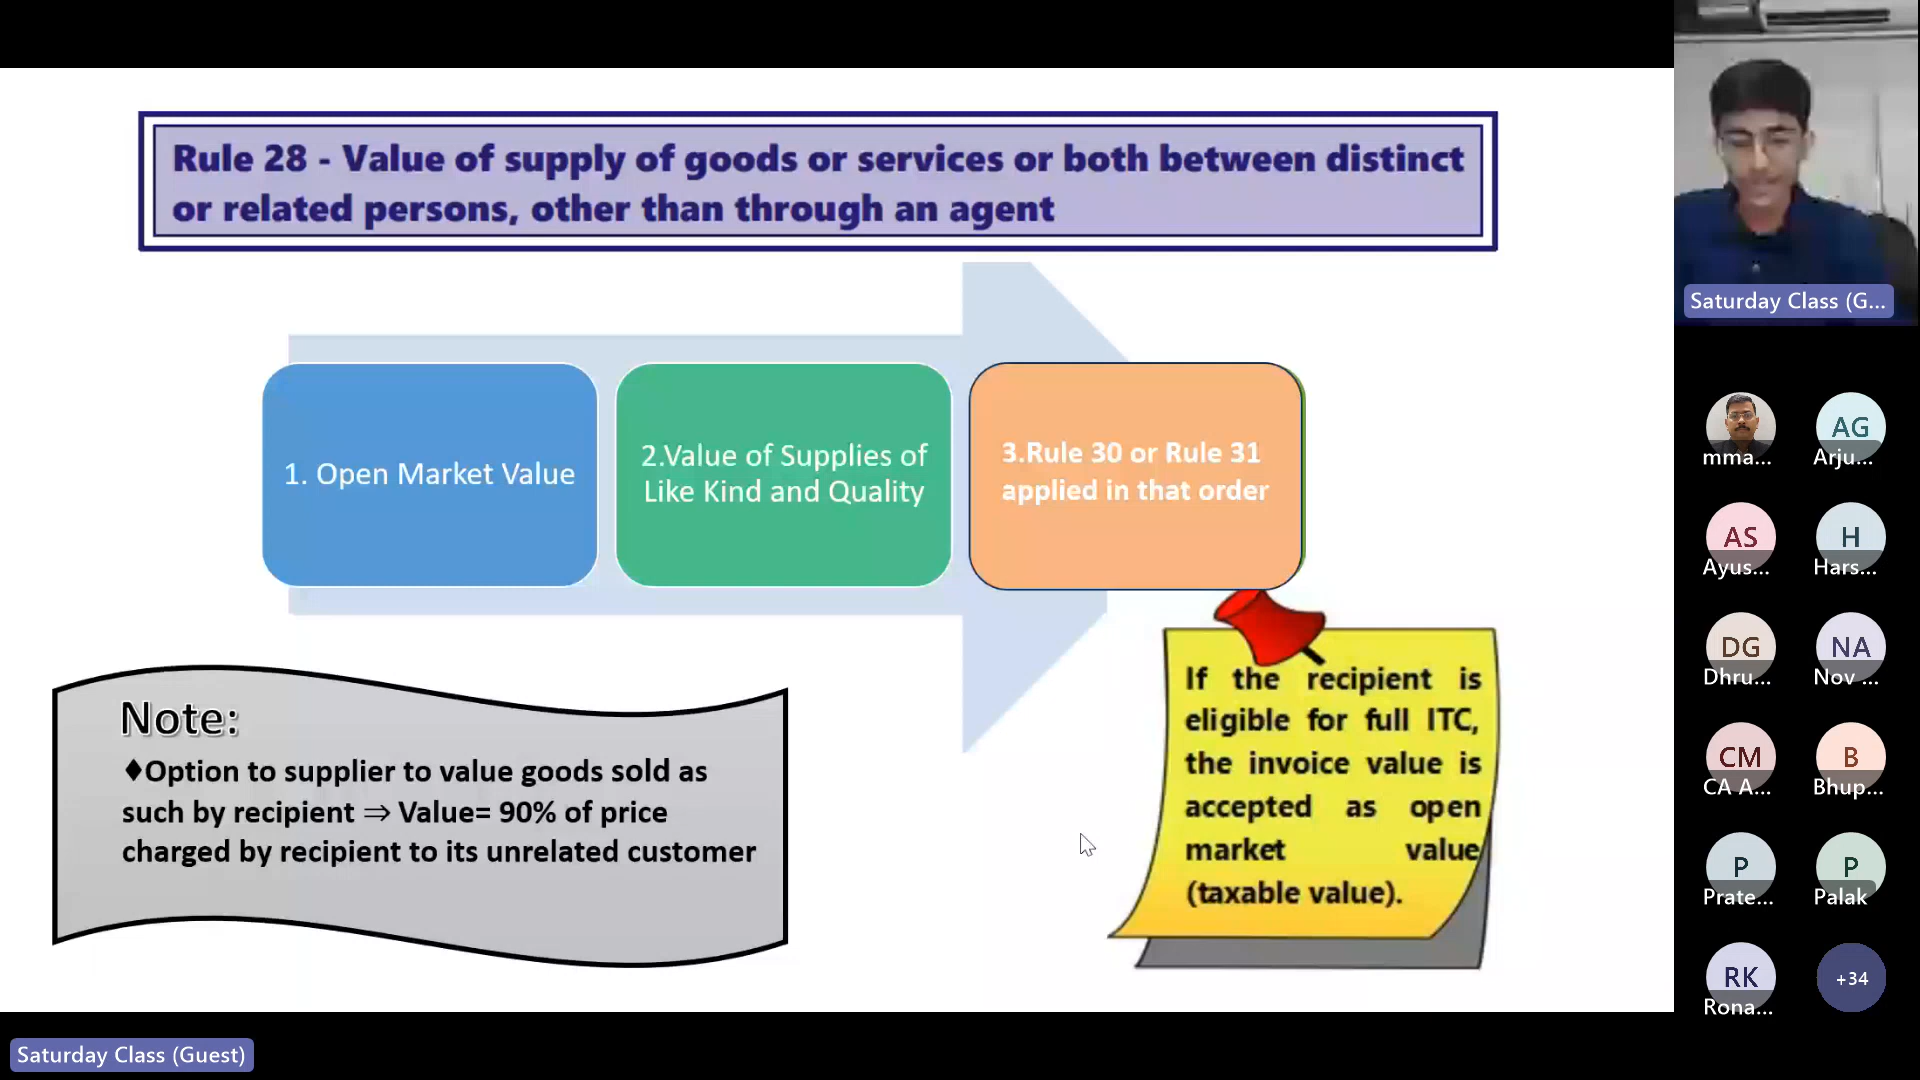 Rule 28 - Value of supply of goods or services or both between distinct
or related persons, other than through an agent
1. Open Market Value
2.Value of Supplies of
Like Kind and Quality
3.Rule 30 or Rule 31
applied in that order
Note:
♦Option to supplier to value goods sold as
such by recipient ⇒ Value= 90% of price
charged by recipient to its unrelated customer
If the recipient is
eligible for full ITC,
the invoice value is
accepted as open
market value
(taxable value).
Saturday Class (G...
mma...
AG
Arju...
AS
Ayus...
H
Hars...
DG
Dhru...
NA
Nov ...
CM
CA A...
B
Bhup...
P
Prate...
P
Palak
RK
Rona...
+34
Saturday Class (Guest)